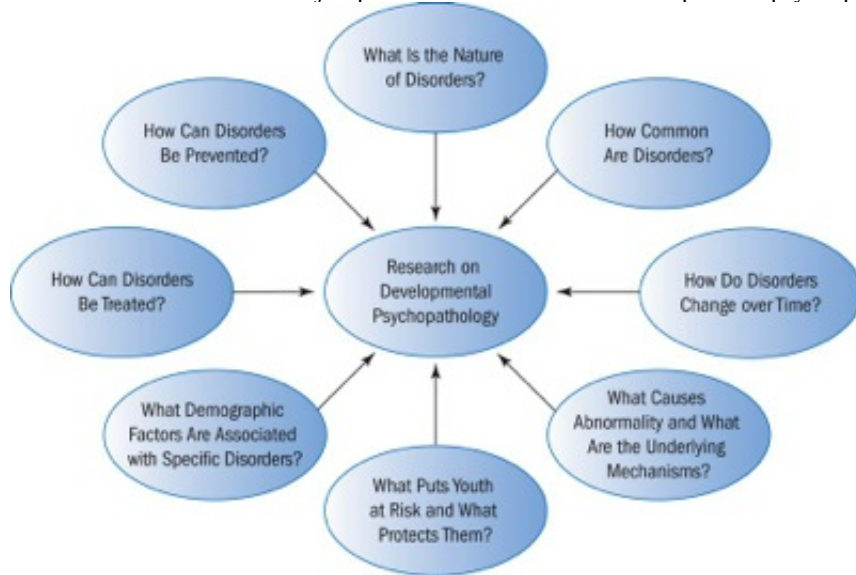 What Is the Nature
of Disorders?
How Can Disorders
Be Prevented?
How Common
Are Disorders?
How Can Disorders
Be Treated?
Research on
Developmental
Psychopathology
How Do Disorders
Change over Time?
What Demographic
Factors Are Associated
with Specific Disorders?
What Causes
Abnormality and What
Are the Underlying
Mechanisms?
What Puts Youth
at Risk and What
Protects Them?